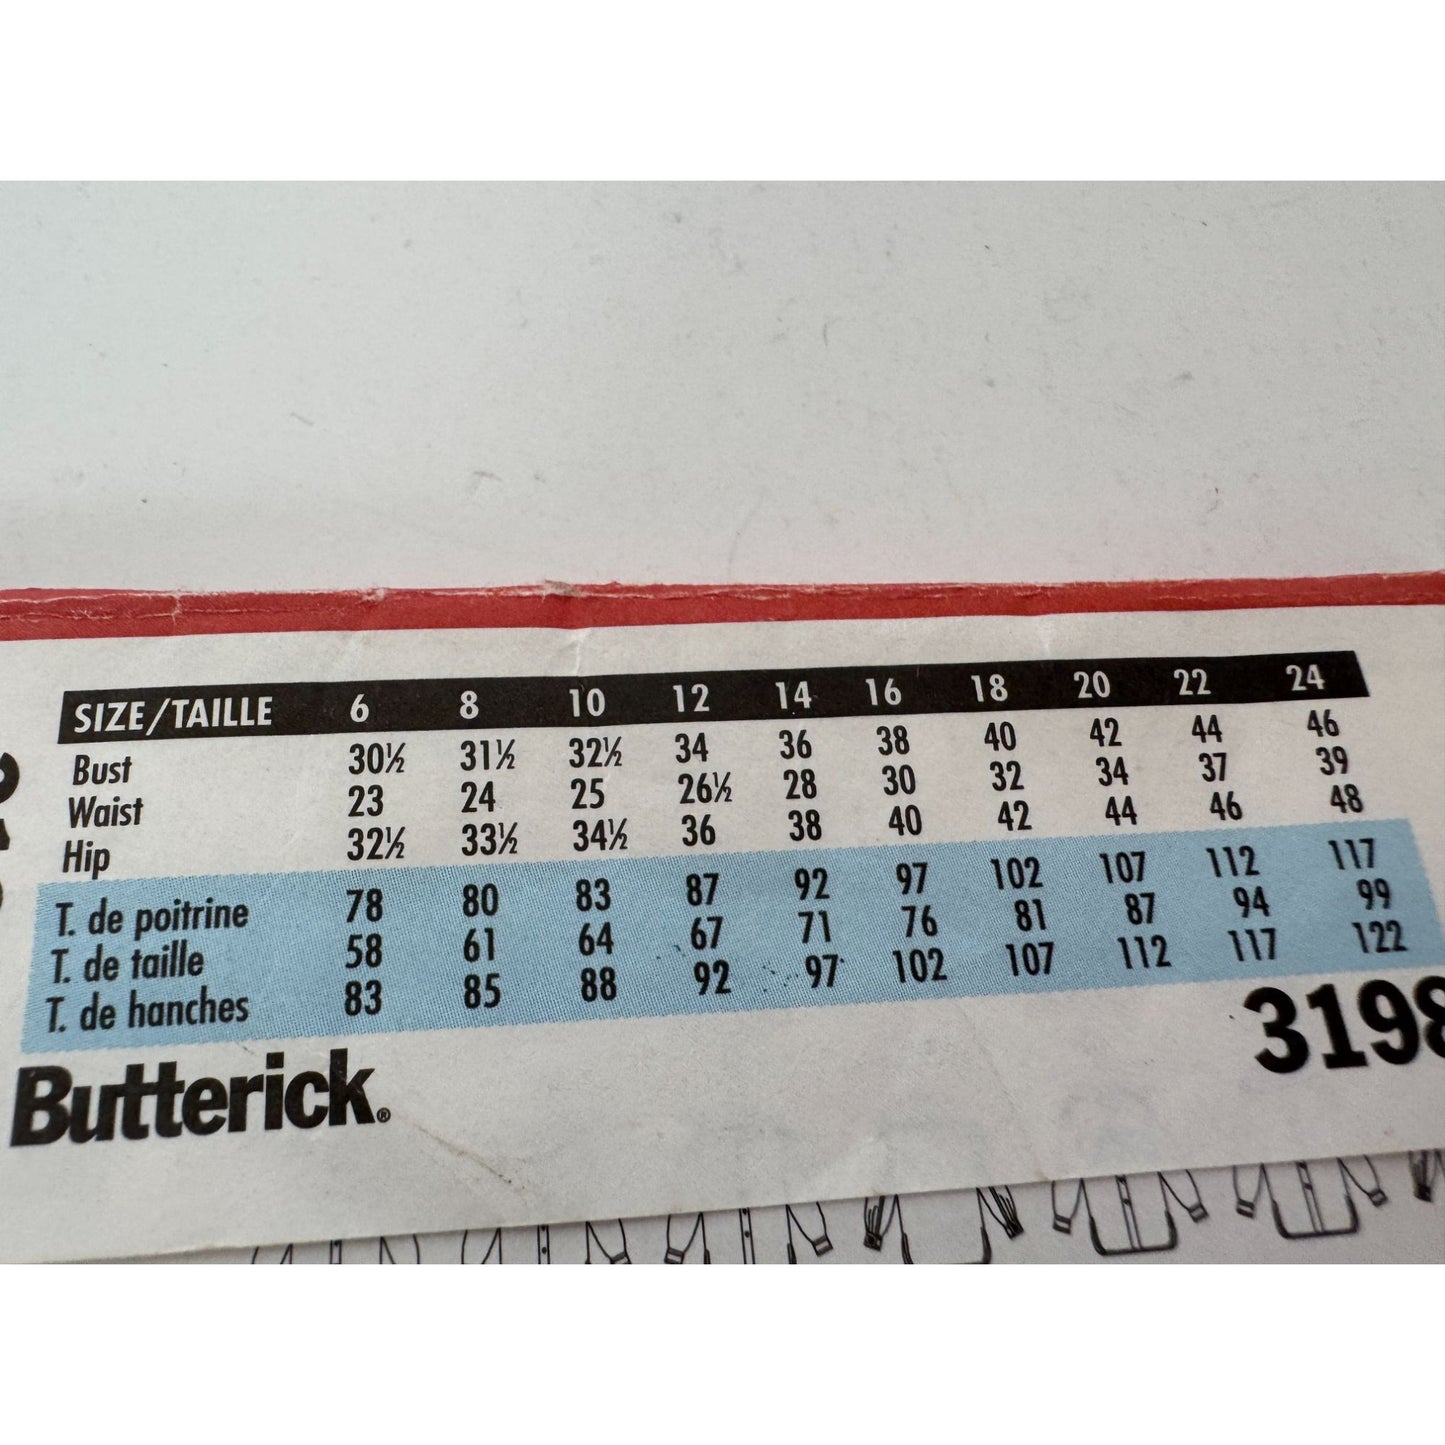 SIZE/TAILLE 6 8 10 12 14 16 18 20 22 24
Bust 30½ 31½ 32½ 34 36 38 40 42 44 46
Waist 23 24 25 26½ 28 30 32 34 37 39
Hip 32½ 33½ 34½ 36 38 40 42 44 46 48
T. de poitrine 78 80 83 87 92 97 102 107 112 117
T. de taille 58 61 64 67 71 76 81 87 94 99
T. de hanches 83 85 88 92 97 102 107 112 117 122
Butterick®
3198